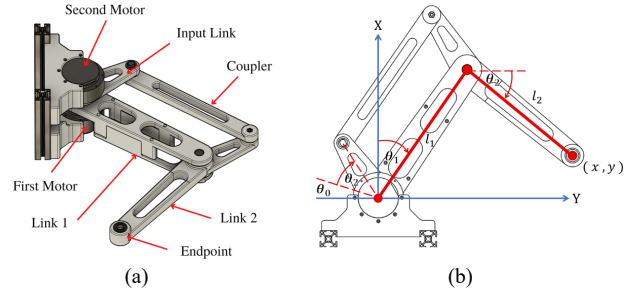 Second Motor
Input Link
Coupler
First Motor
Link 1
Link 2
Endpoint
(a)
X
θ₂
l₂
l₁
θ₁
(x, y)
θ₂
θ₀
Y
(b)